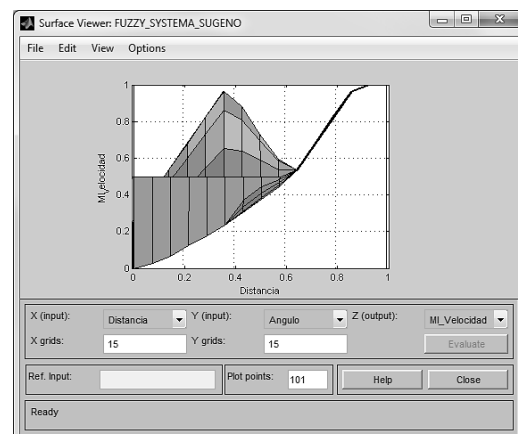 Surface Viewer: FUZZY_SYSTEMA_SUGENO
File Edit View Options
1
0.8
0.6
0.4
0.2
0
MI_Velocidad
0 0.2 0.4 0.6 0.8 1
Distancia
X (input): Distancia Y (input): Angulo Z (output): MI_Velocidad
X grids: 15 Y grids: 15 Evaluate
Ref. Input: Plot points: 101 Help Close
Ready